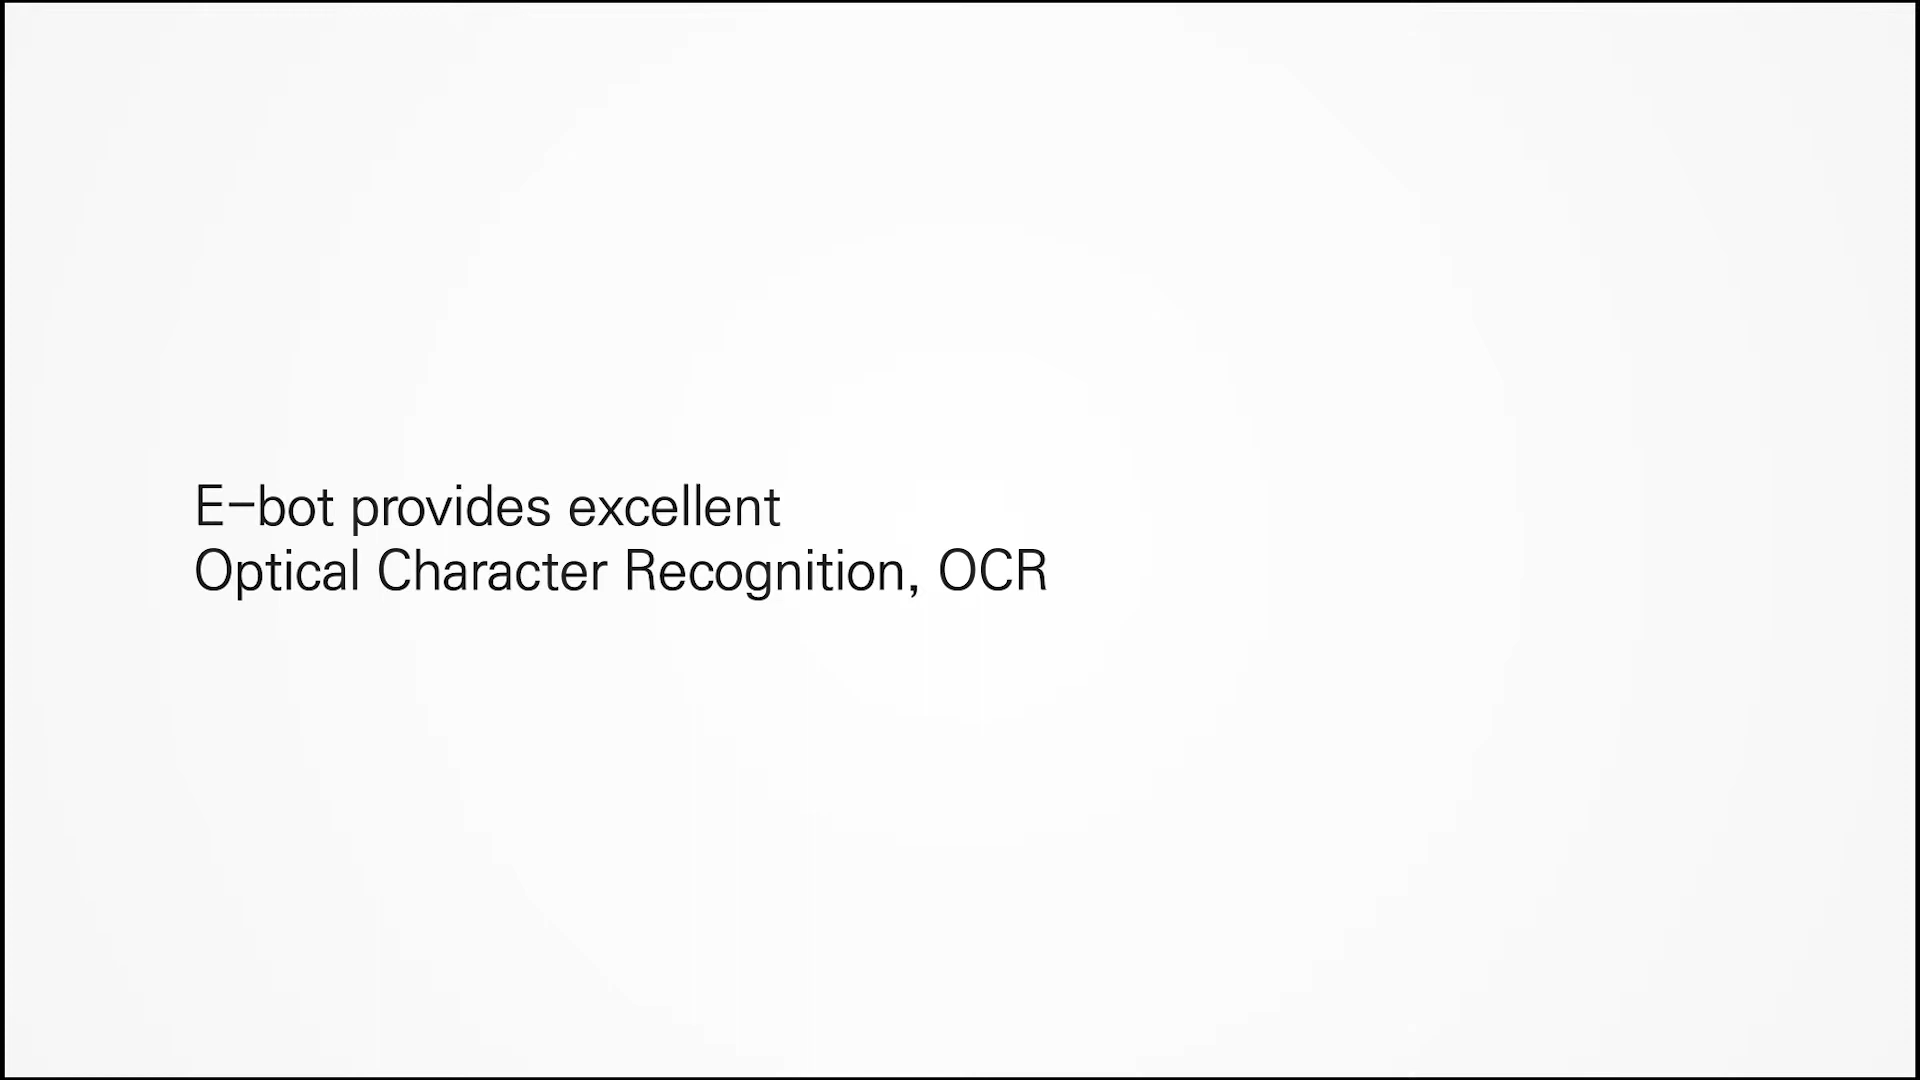 E-bot provides excellent
Optical Character Recognition, OCR